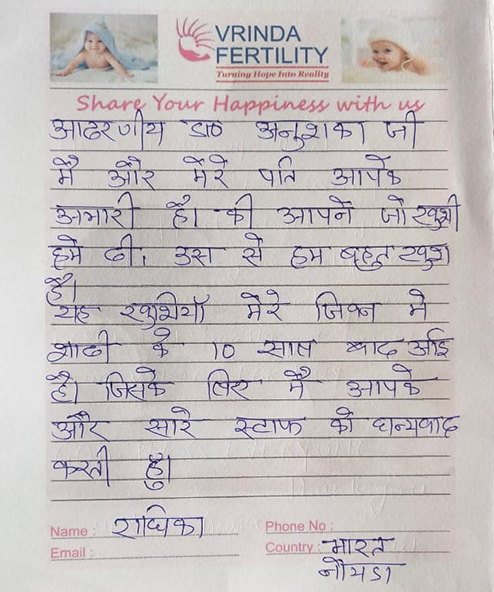 VRINDA
FERTILITY
Turning Hope Into Reality
Share Your Happiness with us
आदरणीय डा० अनुशका जी
मै और मेरे पति आपके
अभारी है। की आपने जो खुशी
हमे दी, उस से हम बहुत खुश
है।
यह खुशियाँ मेरे जिवन मे
शादी के 10 साल बाद आई
है। जिसके लिए मै आपके
और सारे स्टाफ को धन्यवाद
करती हु।
Name : राधिका
Phone No :
Email :
Country : भारत
नोयडा